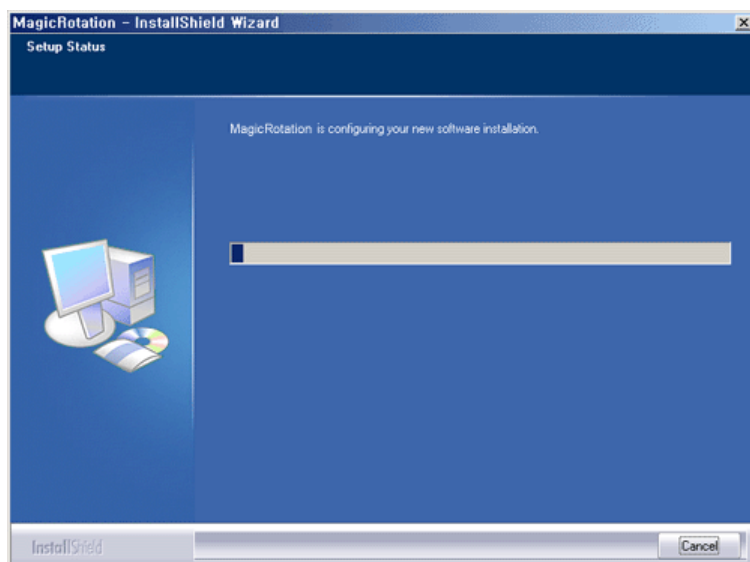 MagicRotation - InstallShield Wizard
Setup Status
MagicRotation is configuring your new software installation.
InstallShield
Cancel